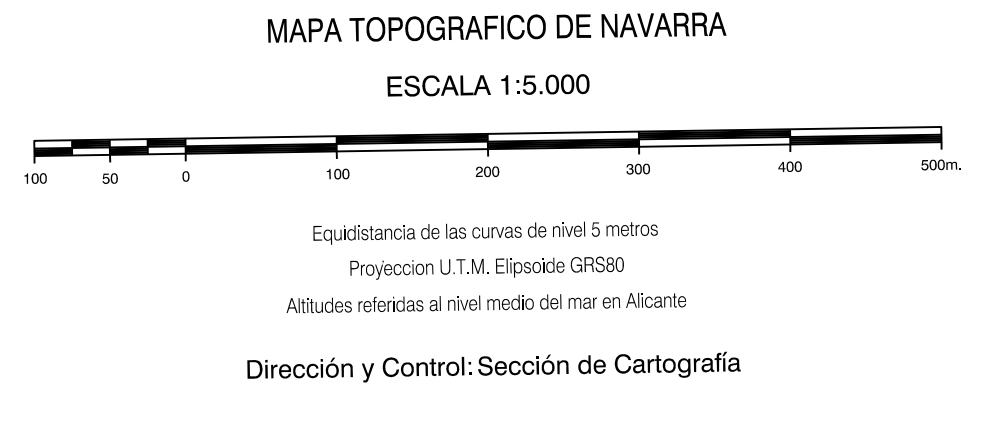 MAPA TOPOGRAFICO DE NAVARRA
ESCALA 1:5.000
100 50 0 100 200 300 400 500m.
Equidistancia de las curvas de nivel 5 metros
Proyeccion U.T.M. Elipsoide GRS80
Altitudes referidas al nivel medio del mar en Alicante
Dirección y Control: Sección de Cartografía